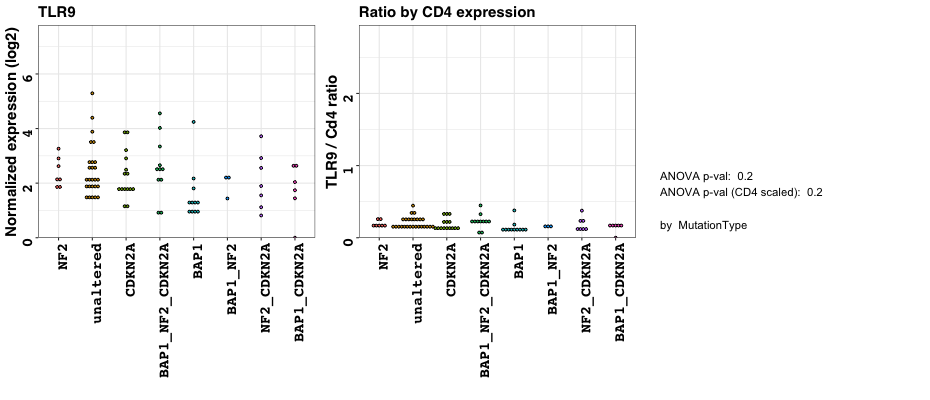 TLR9
Normalized expression (log2)
0
2
4
6
NF2
unaltered
CDKN2A
BAP1_NF2_CDKN2A
BAP1
BAP1_NF2
NF2_CDKN2A
BAP1_CDKN2A
Ratio by CD4 expression
TLR9 / Cd4 ratio
0
1
2
NF2
unaltered
CDKN2A
BAP1_NF2_CDKN2A
BAP1
BAP1_NF2
NF2_CDKN2A
BAP1_CDKN2A
ANOVA p-val: 0.2
ANOVA p-val (CD4 scaled): 0.2
by MutationType